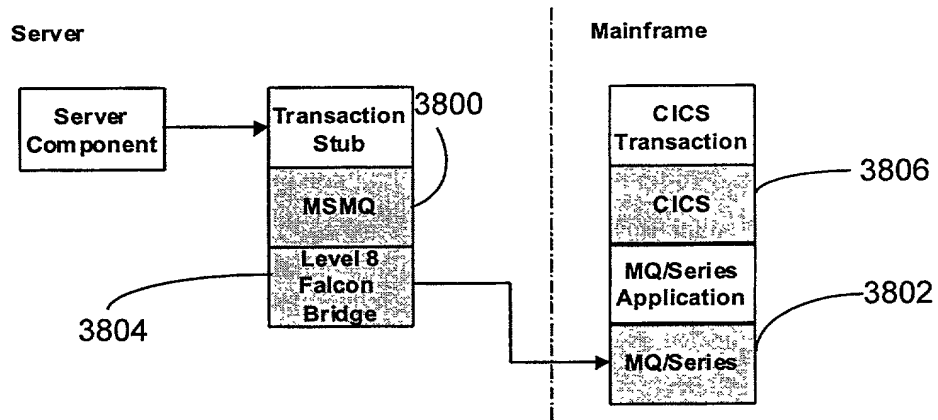 Server
Mainframe
Server
Component
Transaction
Stub
3800
MSMQ
Level 8
Falcon
Bridge
3804
CICS
Transaction
CICS
3806
MQ/Series
Application
3802
MQ/Series